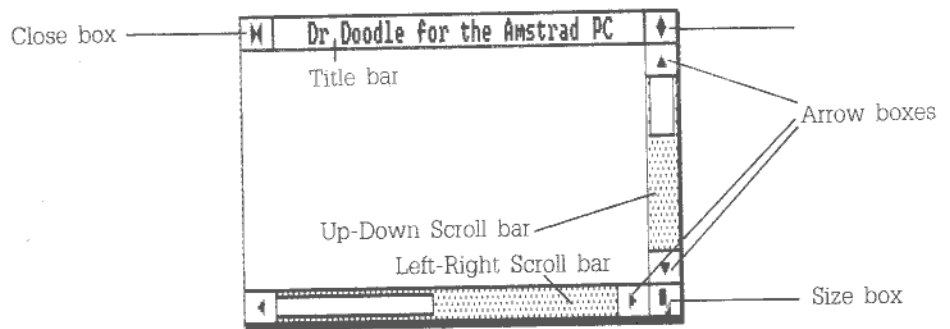 Close box
Dr Doodle for the Amstrad PC
Title bar
Arrow boxes
Up-Down Scroll bar
Left-Right Scroll bar
Size box